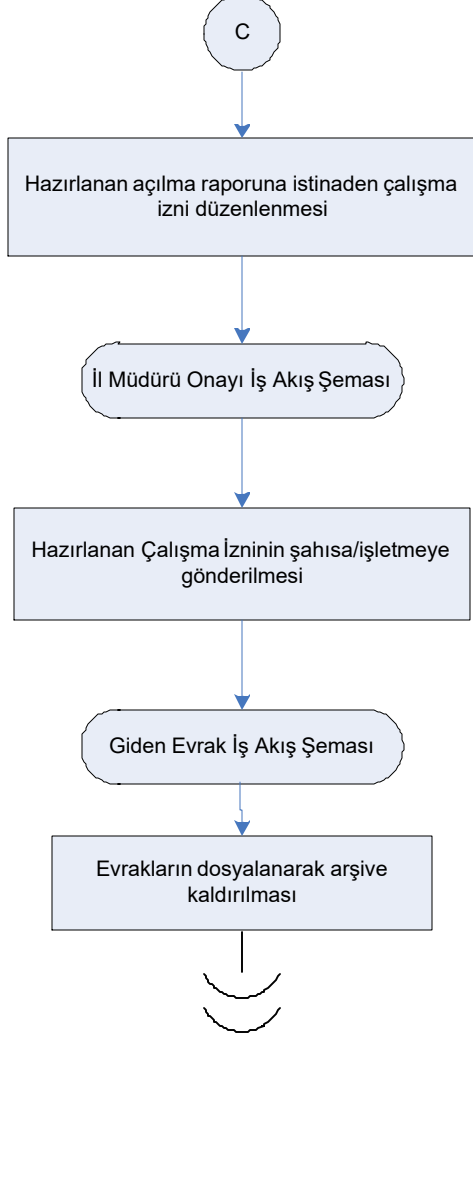 C
Hazırlanan açılma raporuna istinaden çalışma
izni düzenlenmesi
İl Müdürü Onayı İş Akış Şeması
Hazırlanan Çalışma İzninin şahısa/işletmeye
gönderilmesi
Giden Evrak İş Akış Şeması
Evrakların dosyalanarak arşive
kaldırılması